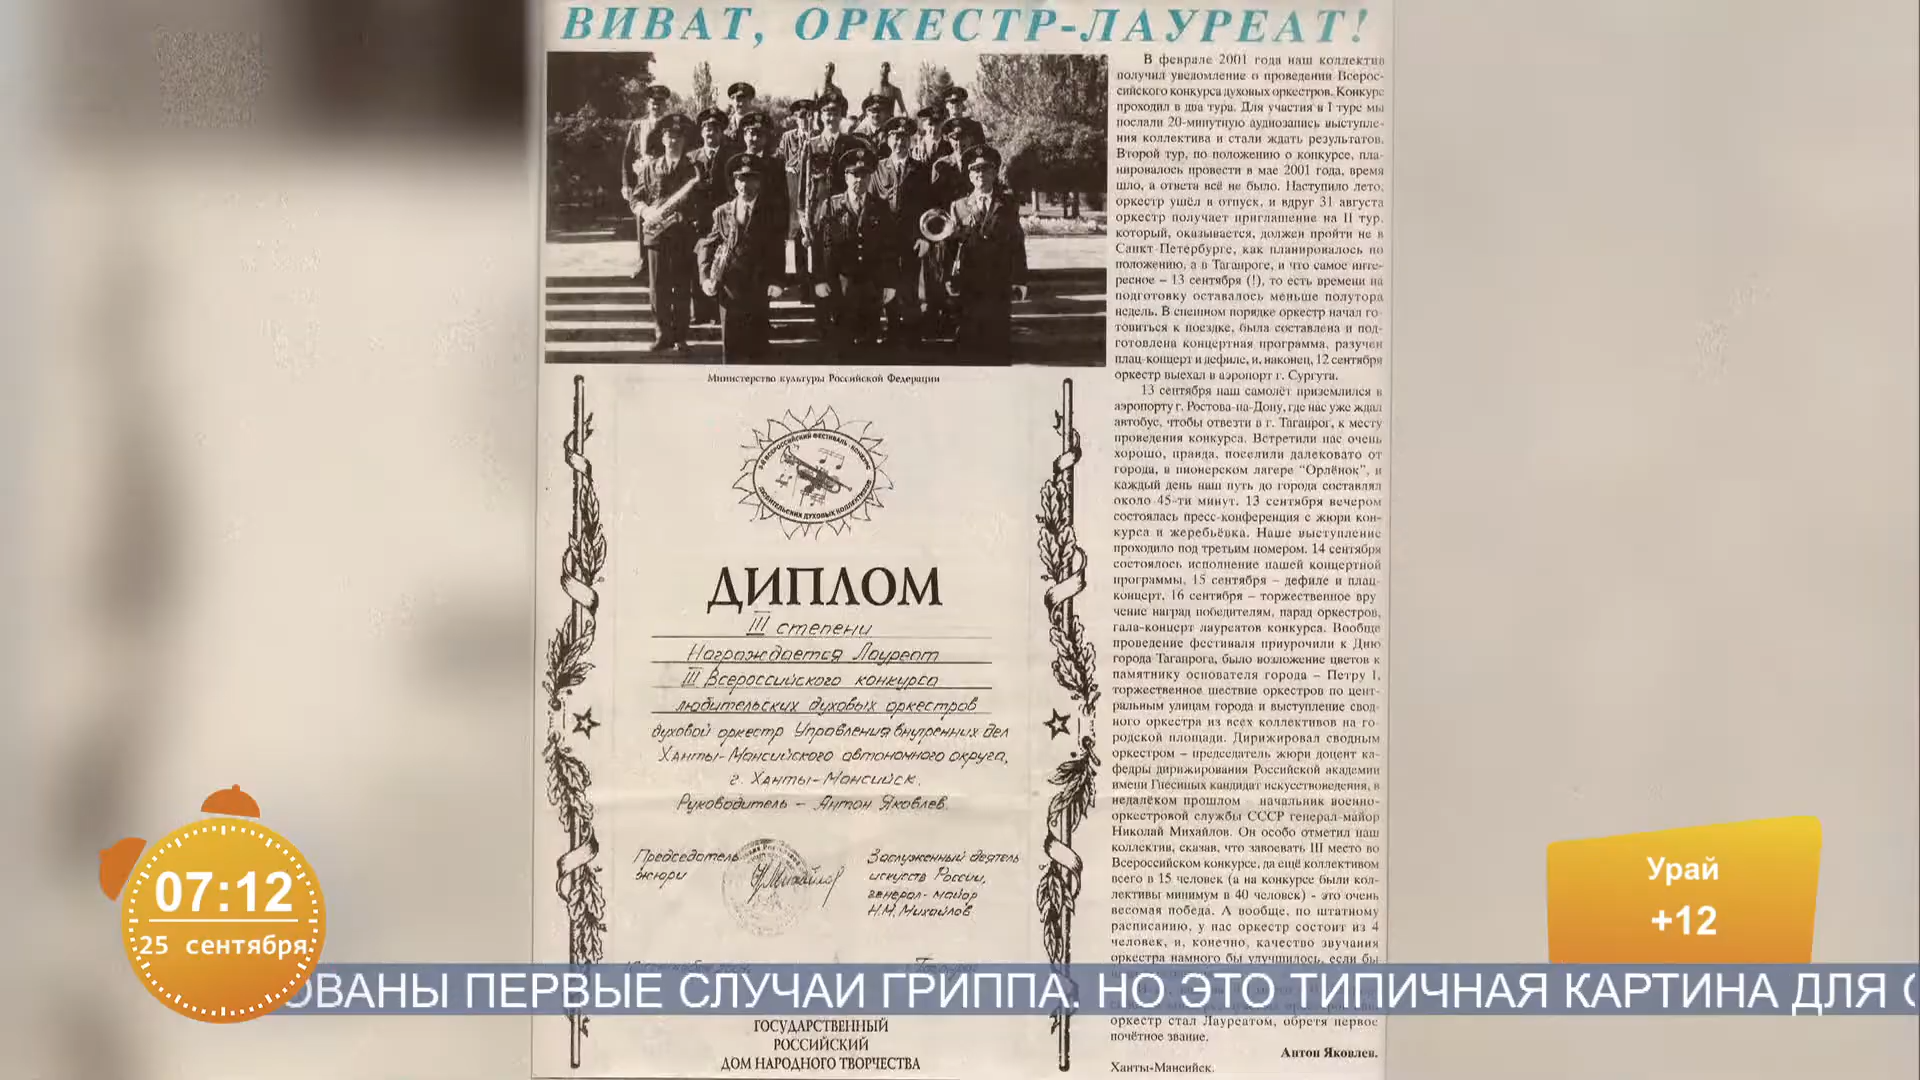 ВИВАТ, ОРКЕСТР-ЛАУРЕАТ!
В феврале 2001 года наш коллектив
получил уведомление о проведении Всерос-
сийского конкурса духовых оркестров. Конкурс
проходил в два тура. Для участия в I туре мы
послали 20-минутную аудиозапись выступле-
ния коллектива и стали ждать результатов.
Второй тур, по положению о конкурсе, пла-
нировалось провести в мае 2001 года, время
шло, а ответа всё не было. Наступило лето,
оркестр ушёл в отпуск, и вдруг 31 августа
оркестр получает приглашение на II тур,
который, оказывается, должен пройти не в
Санкт-Петербурге, как планировалось по
положению, а в Таганроге, и что самое инте-
ресное – 13 сентября (!), то есть времени на
подготовку оставалось меньше полутора
недель. В спешном порядке оркестр начал го-
товиться к поездке, была составлена и под-
готовлена концертная программа, разучен
плац-концерт и дефиле, и, наконец, 12 сентября
оркестр выехал в аэропорт г. Сургута.
13 сентября наш самолёт приземлился в
аэропорту г. Ростова-на-Дону, где нас уже ждал
автобус, чтобы отвезти в г. Таганрог, к месту
проведения конкурса. Встретили нас очень
хорошо, правда, поселили далековато от
города, в пионерском лагере “Орлёнок”, и
каждый день наш путь до города составлял
около 45-ти минут. 13 сентября вечером
состоялась пресс-конференция с жюри кон-
курса и жеребьёвка. Наше выступление
проходило под третьим номером. 14 сентября
состоялось исполнение нашей концертной
программы, 15 сентября – дефиле и плац-
концерт, 16 сентября – торжественное вру
чение наград победителям, парад оркестров,
гала-концерт лауреатов конкурса. Вообще
проведение фестиваля приурочили к Дню
города Таганрога, было возложение цветов к
памятнику основателя города – Петру I,
торжественное шествие оркестров по цент-
ральным улицам города и выступление свод-
ного оркестра из всех коллективов на го-
родской площади. Дирижировал сводным
оркестром – председатель жюри доцент ка-
федры дирижирования Российской академии
имени Гнесиных кандидат искусствоведения, в
недалёком прошлом - начальник военно-
оркестровой службы СССР генерал-майор
Николай Михайлов. Он особо отметил наш
коллектив, сказав, что завоевать III место во
Всероссийском конкурсе, да ещё коллективом
всего в 15 человек (а на конкурсе были кол-
лективы минимум в 40 человек) - это очень
весомая победа. А вообще, по штатному
расписанию, у нас оркестр состоит из 4
человек, и, конечно, качество звучания
оркестра намного бы улучшилось, если бы
оркестр стал Лауреатом, обретя первое
почётное звание.
Антон Яковлев.
Ханты-Мансийск.
Министерство культуры Российской Федерации
3-Й ВСЕРОССИЙСКИЙ ФЕСТИВАЛЬ - КОНКУРС
ЛЮБИТЕЛЬСКИХ ДУХОВЫХ КОЛЛЕКТИВОВ
ДИПЛОМ
III степени
Награждается Лауреат
III Всероссийского конкурса
любительских духовых оркестров
духовой оркестр Управления внутренних дел
Ханты-Мансийского автономного округа,
г. Ханты-Мансийск.
Руководитель – Антон Яковлев.
Председатель
жюри
Заслуженный деятель
искусств России,
генерал-майор
Н.М. Михайлов
ГОСУДАРСТВЕННЫЙ
РОССИЙСКИЙ
ДОМ НАРОДНОГО ТВОРЧЕСТВА
07:12
25 сентября
Урай
+12
ОВАНЫ ПЕРВЫЕ СЛУЧАИ ГРИППА. НО ЭТО ТИПИЧНАЯ КАРТИНА ДЛЯ С